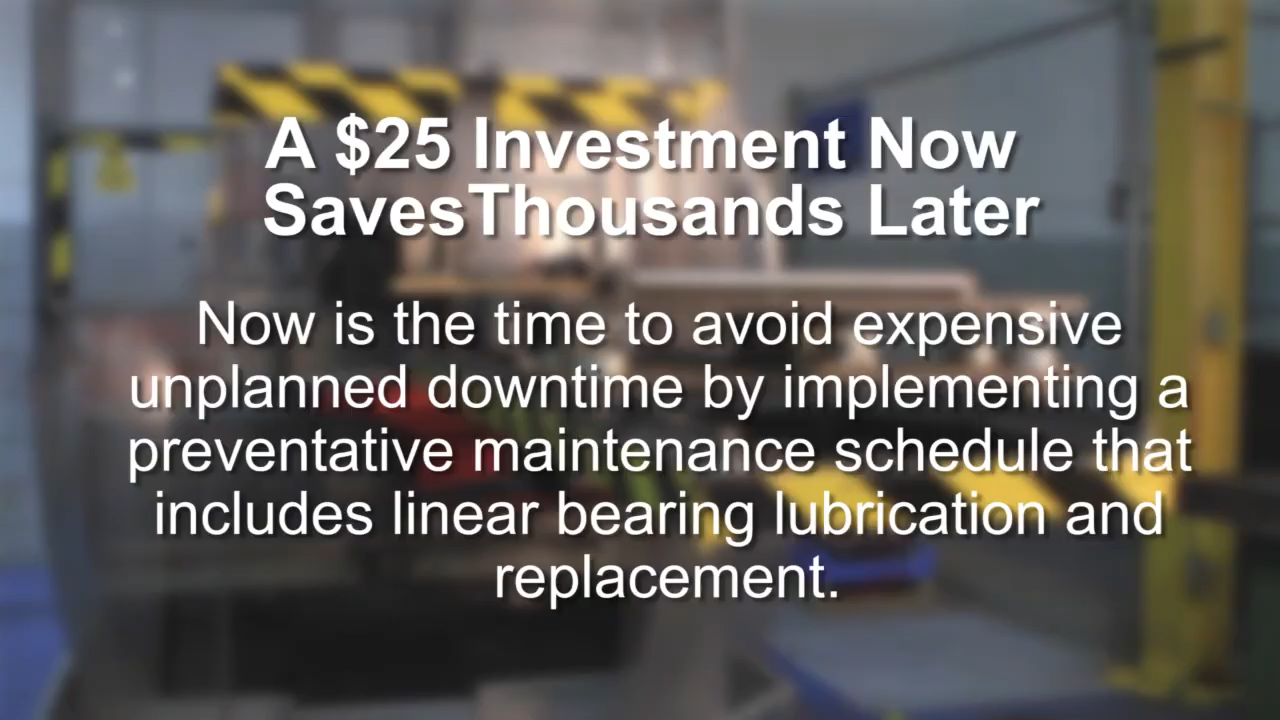 A $25 Investment Now
SavesThousands Later
Now is the time to avoid expensive
unplanned downtime by implementing a
preventative maintenance schedule that
includes linear bearing lubrication and
replacement.